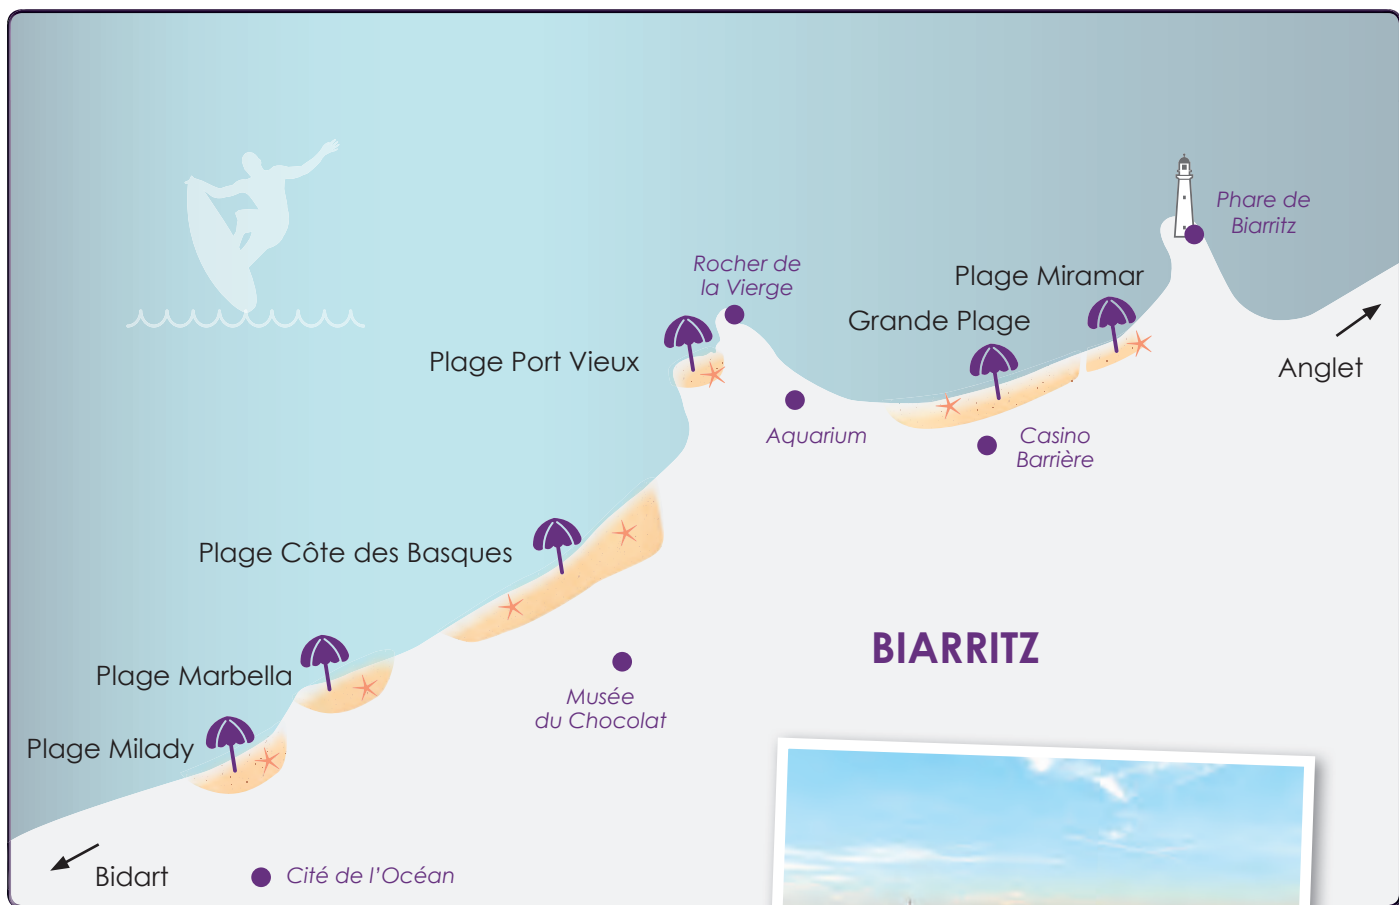 Phare de
Biarritz
Rocher de
la Vierge
Plage Miramar
Grande Plage
Plage Port Vieux
Anglet
Aquarium
Casino
Barrière
Plage Côte des Basques
BIARRITZ
Plage Marbella
Musée
du Chocolat
Plage Milady
Bidart
Cité de l'Océan